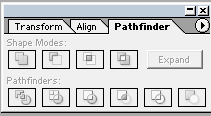 Transform Align Pathfinder
Shape Modes:
Expand
Pathfinders: